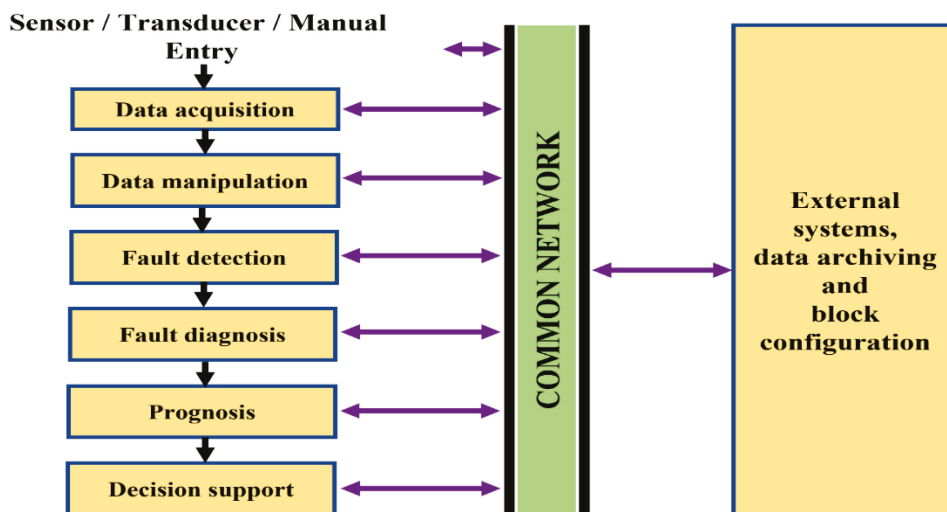 Sensor / Transducer / Manual
Entry
Data acquisition
Data manipulation
Fault detection
Fault diagnosis
Prognosis
Decision support
COMMON NETWORK
External
systems,
data archiving
and
block
configuration